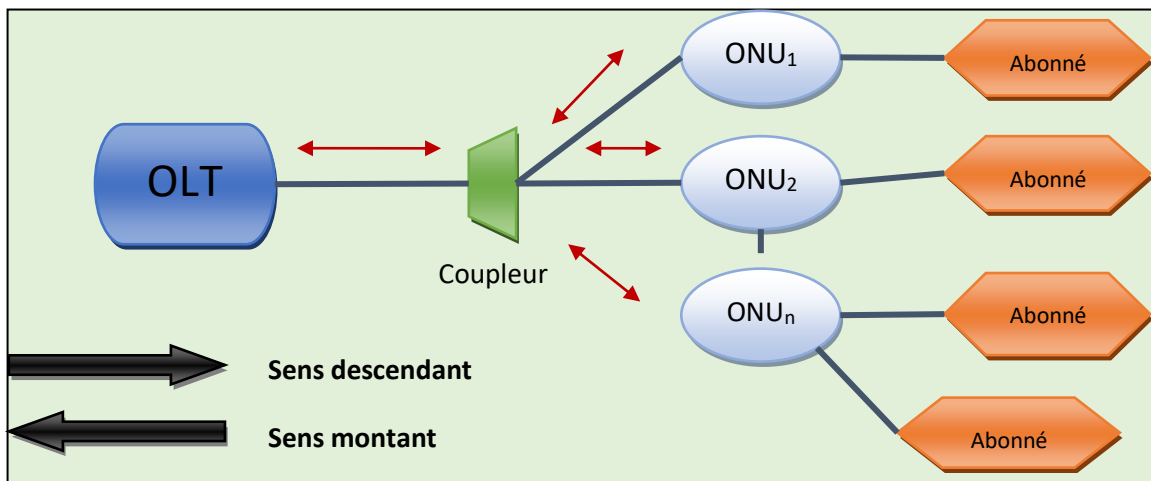 ONU₁
Abonné
OLT
ONU₂
Abonné
Coupleur
ONUₙ
Abonné
Sens descendant
Sens montant
Abonné